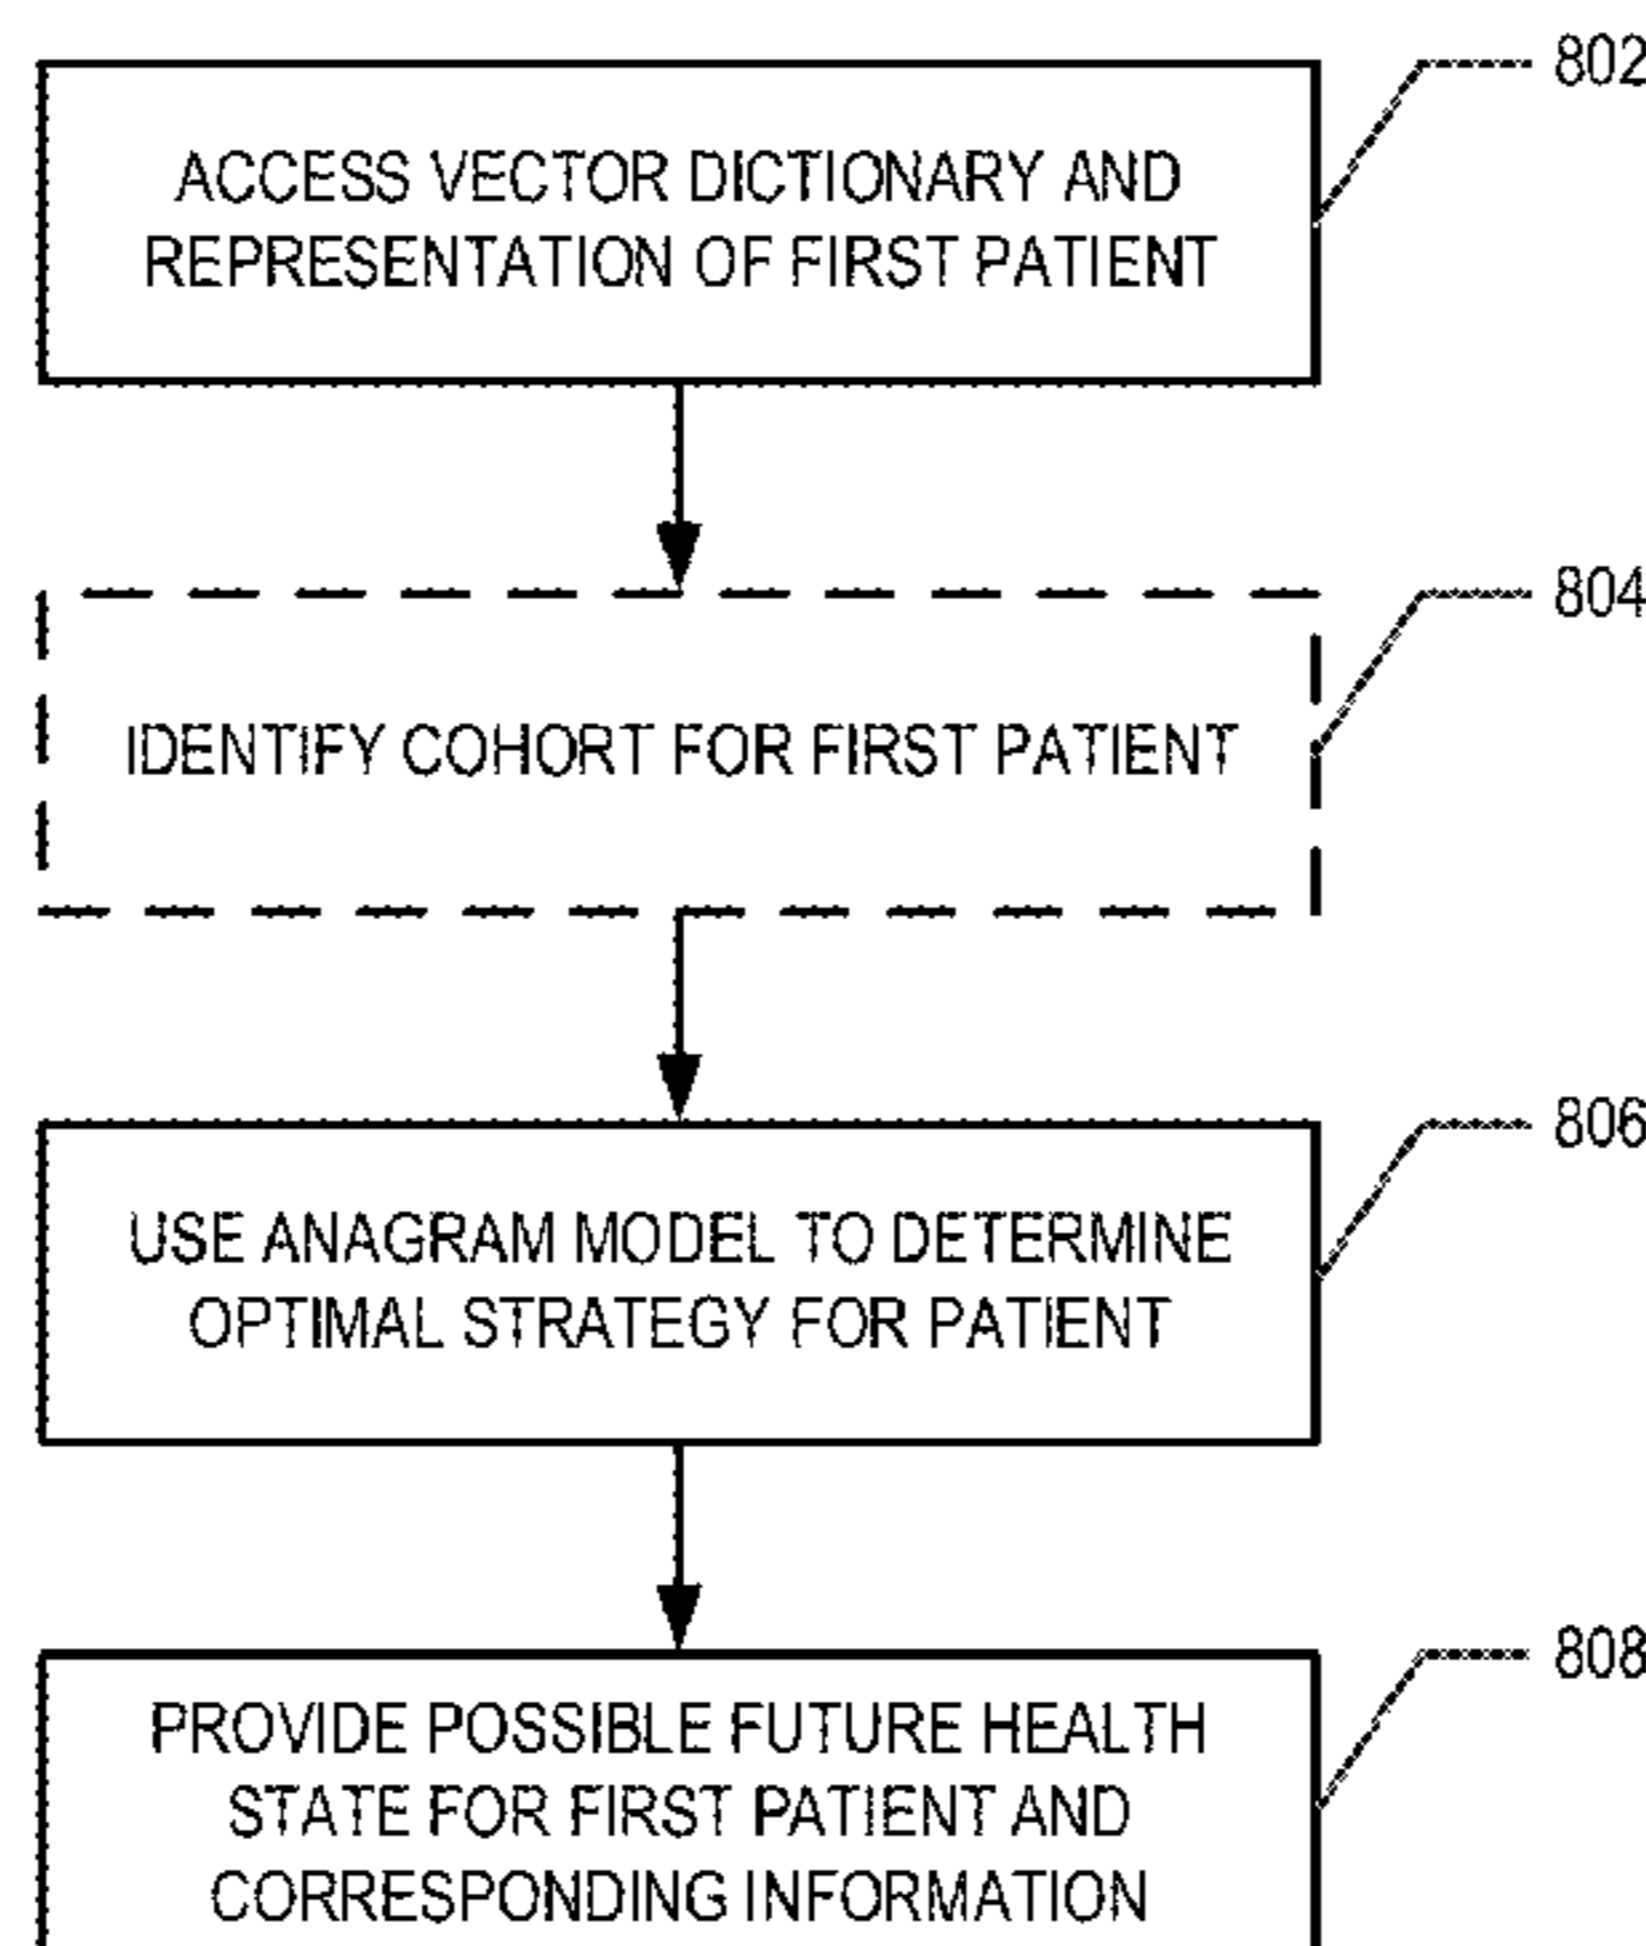 802
ACCESS VECTOR DICTIONARY AND
REPRESENTATION OF FIRST PATIENT
804
IDENTIFY COHORT FOR FIRST PATIENT
806
USE ANAGRAM MODEL TO DETERMINE
OPTIMAL STRATEGY FOR PATIENT
808
PROVIDE POSSIBLE FUTURE HEALTH
STATE FOR FIRST PATIENT AND
CORRESPONDING INFORMATION